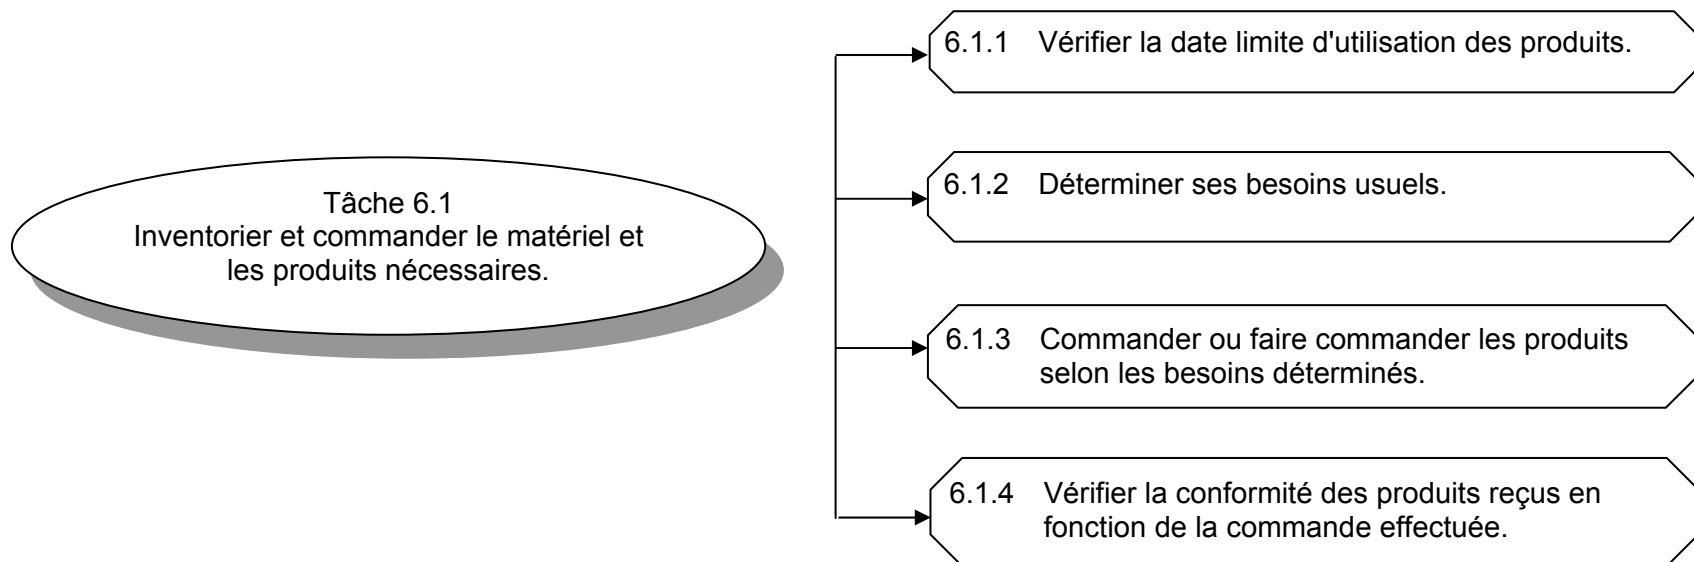 Tâche 6.1
Inventorier et commander le matériel et
les produits nécessaires.
6.1.1 Vérifier la date limite d'utilisation des produits.
6.1.2 Déterminer ses besoins usuels.
6.1.3 Commander ou faire commander les produits
selon les besoins déterminés.
6.1.4 Vérifier la conformité des produits reçus en
fonction de la commande effectuée.